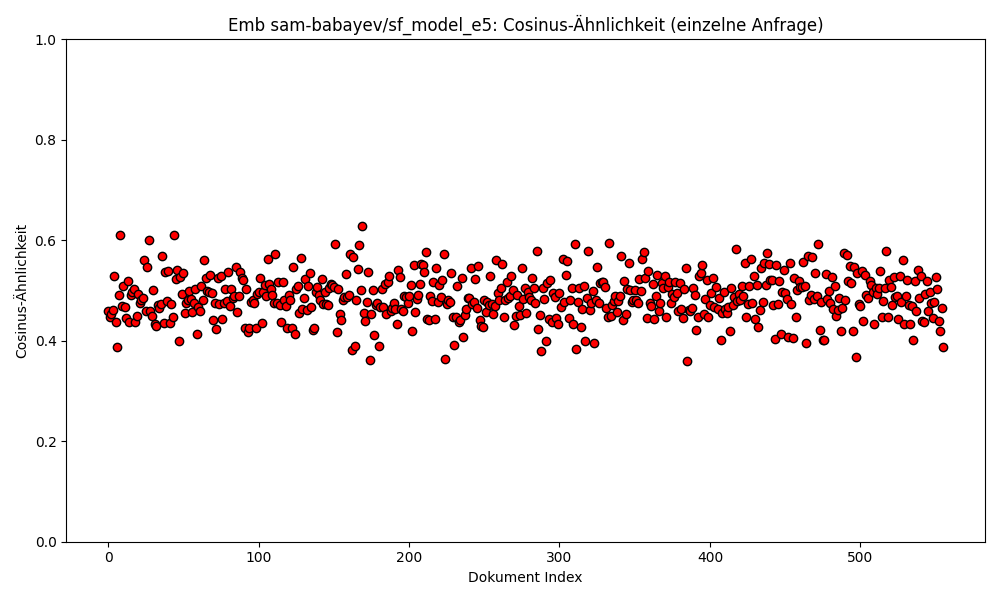 Emb sam-babayev/sf_model_e5: Cosinus-Ähnlichkeit (einzelne Anfrage)
1.0
0.8
0.6
0.4
0.2
0.0
Cosinus-Ähnlichkeit
0 100 200 300 400 500
Dokument Index